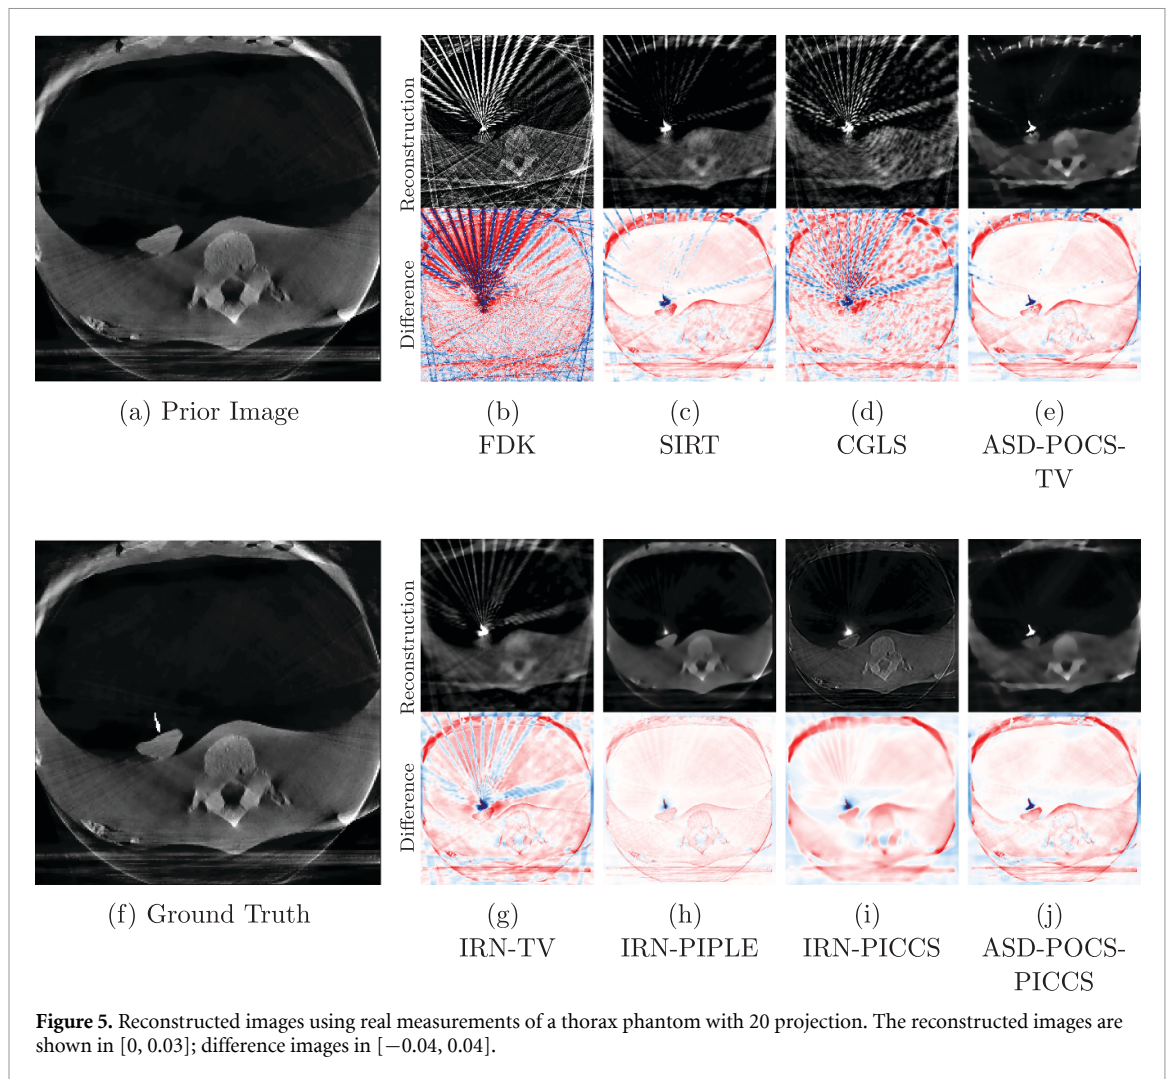 Reconstruction
Difference
(a) Prior Image
(b)
FDK
(c)
SIRT
(d)
CGLS
(e)
ASD-POCS-
TV
Reconstruction
Difference
(f) Ground Truth
(g)
IRN-TV
(h)
IRN-PIPLE
(i)
IRN-PICCS
(j)
ASD-POCS-
PICCS
Figure 5. Reconstructed images using real measurements of a thorax phantom with 20 projection. The reconstructed images are
shown in [0, 0.03]; difference images in [−0.04, 0.04].